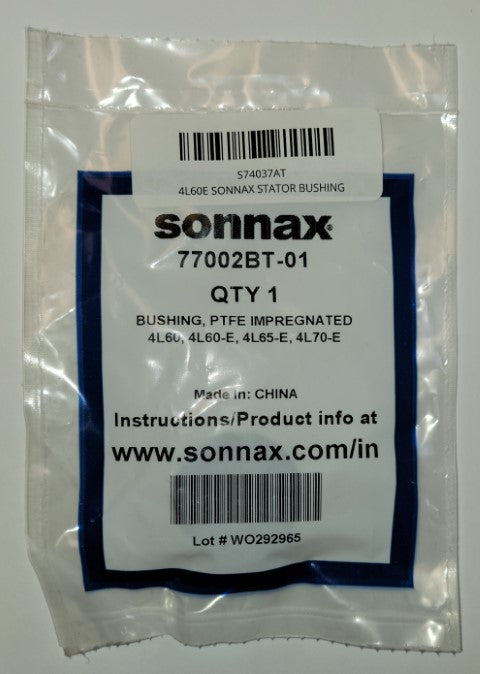 S74037AT
4L60E SONNAX STATOR BUSHING
sonnax®
77002BT-01
QTY 1
BUSHING, PTFE IMPREGNATED
4L60, 4L60-E, 4L65-E, 4L70-E
Made in: CHINA
Instructions/Product info at
www.sonnax.com/in
Lot # WO292965